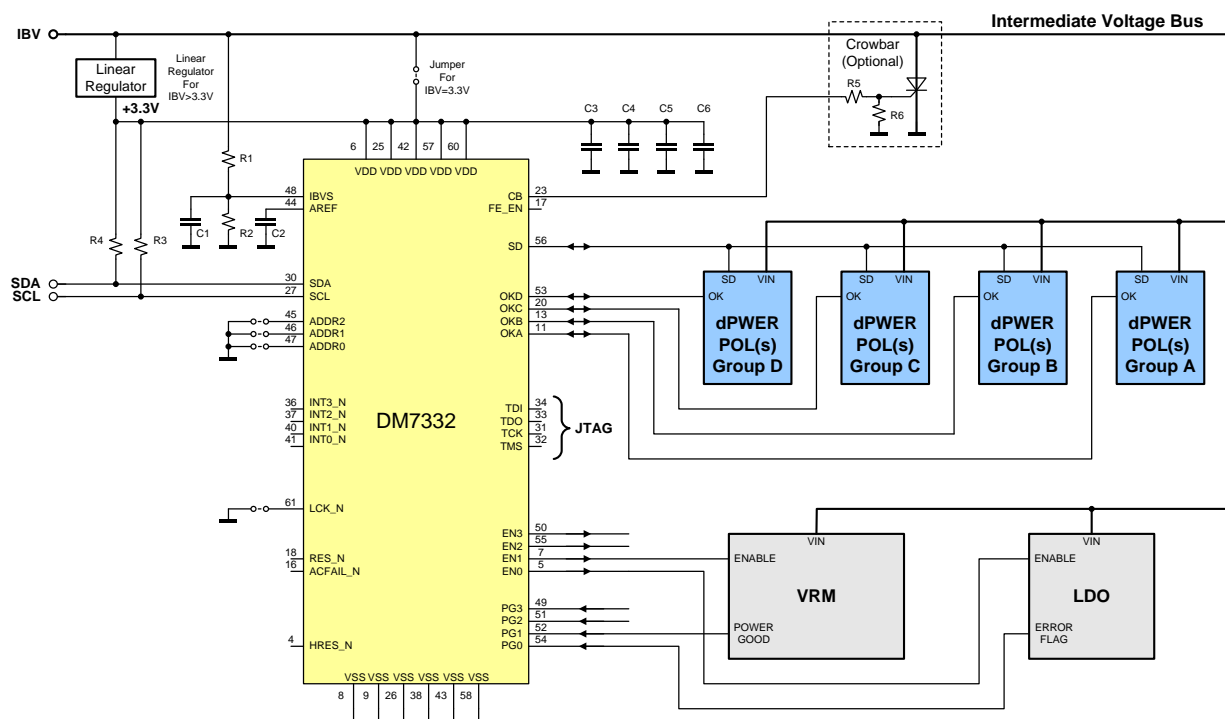 Intermediate Voltage Bus
IBV
Linear
Regulator
Linear
Regulator
For
IBV>3.3V
+3.3V
Jumper
For
IBV=3.3V
Crowbar
(Optional)
R5
R6
C3 C4 C5 C6
R1
R2
C1
C2
R4
R3
6 25 42 57 60
VDD VDD VDD VDD VDD
48 IBVS
44 AREF
SDA 30 SDA
SCL 27 SCL
45 ADDR2
46 ADDR1
47 ADDR0
36 INT3_N
37 INT2_N
40 INT1_N
41 INT0_N
61 LCK_N
18 RES_N
16 ACFAIL_N
4 HRES_N
DM7332
CB 23
FE_EN 17
SD 56
OKD 53
OKC 20
OKB 13
OKA 11
TDI 34
TDO 33
TCK 31
TMS 32
JTAG
EN3 50
EN2 55
EN1 7
EN0 5
PG3 49
PG2 51
PG1 52
PG0 54
VSS VSS VSS VSS VSS VSS
8 9 26 38 43 58
SD VIN
OK
dPWER
POL(s)
Group D
SD VIN
OK
dPWER
POL(s)
Group C
SD VIN
OK
dPWER
POL(s)
Group B
SD VIN
OK
dPWER
POL(s)
Group A
VIN
ENABLE
VRM
POWER
GOOD
VIN
ENABLE
LDO
ERROR
FLAG